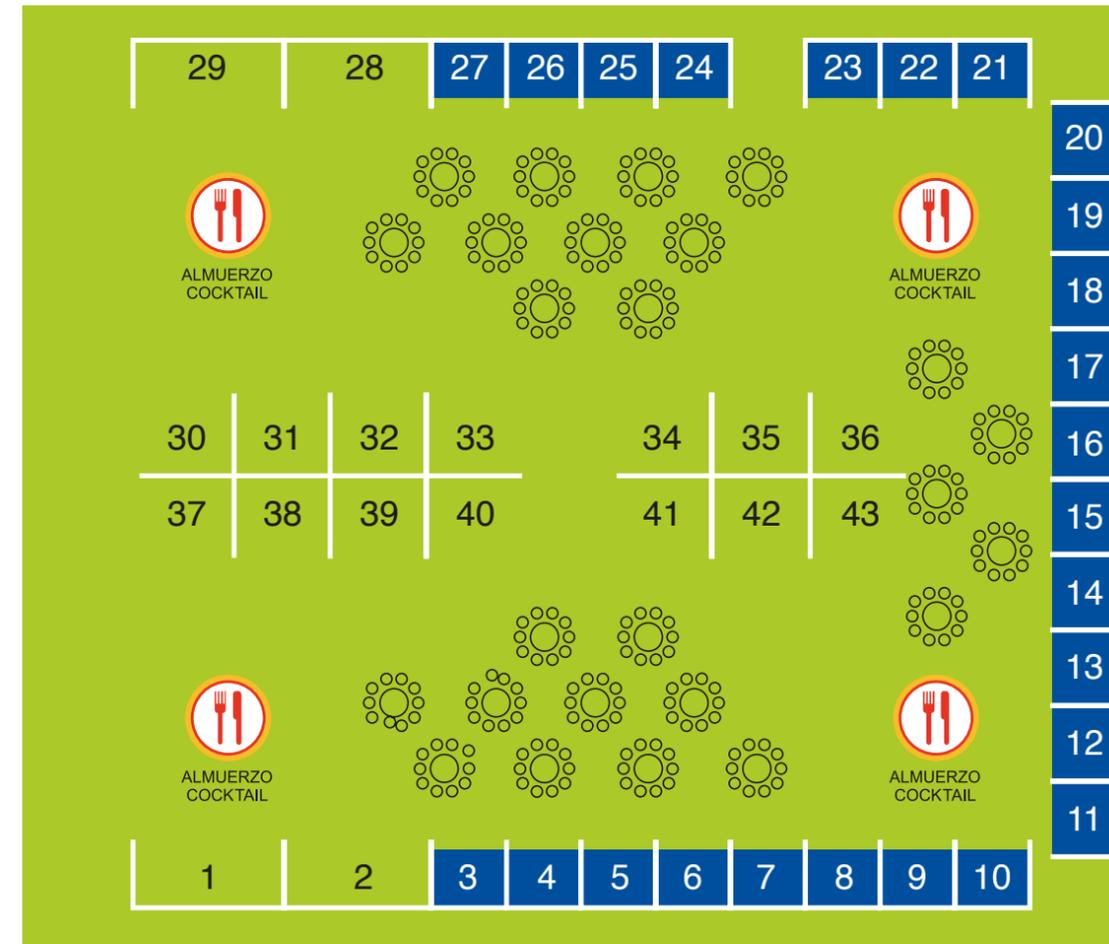 29 28 27 26 25 24 23 22 21
20
19
ALMUERZO
COCKTAIL
ALMUERZO
COCKTAIL
18
17
30 31 32 33 34 35 36
16
37 38 39 40 41 42 43
15
14
13
12
ALMUERZO
COCKTAIL
ALMUERZO
COCKTAIL
11
1 2 3 4 5 6 7 8 9 10